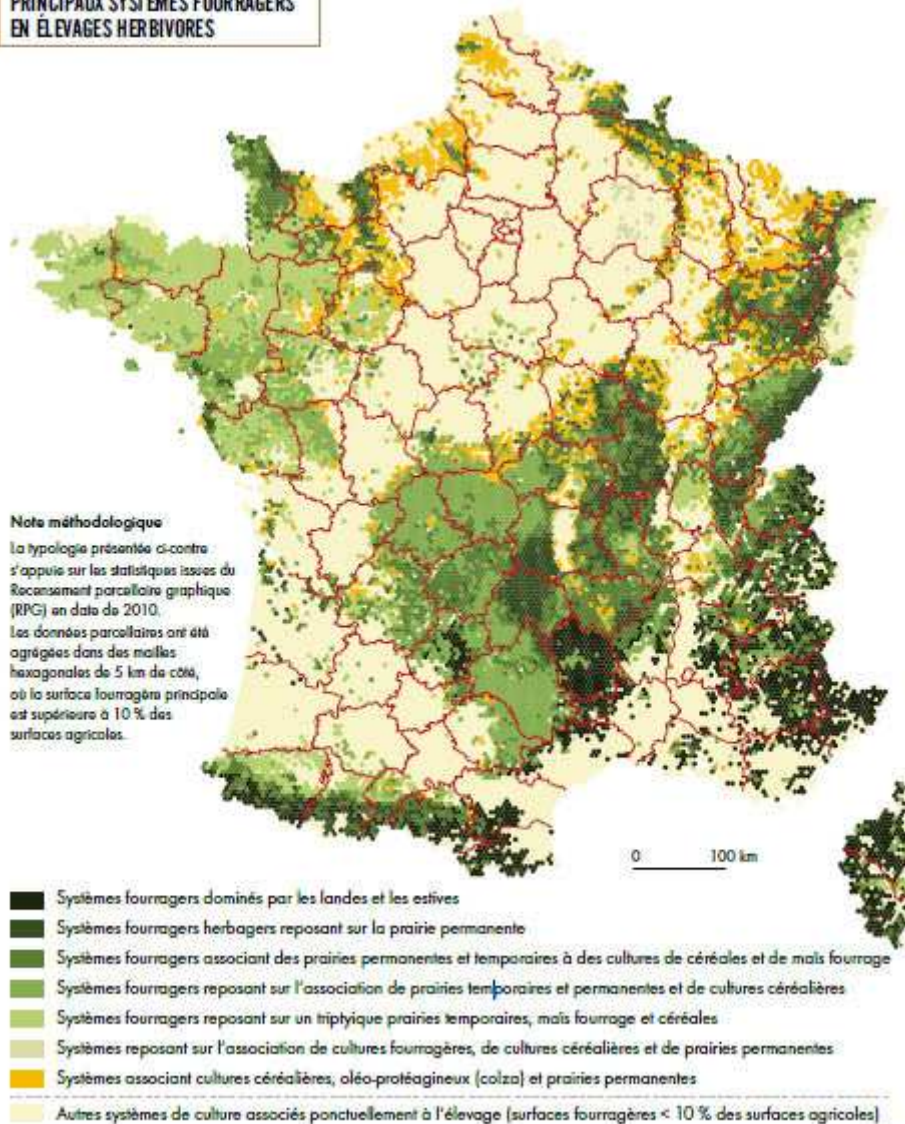 PRINCIPAUX SYSTÈMES FOURRAGERS
EN ÉLEVAGES HERBIVORES
Note méthodologique
La typologie présentée ci-contre
s'appuie sur les statistiques issues du
Recensement parcellaire graphique
(RPG) en date de 2010.
Les données parcellaires ont été
agrégées dans des mailles
hexagonales de 5 km de côté,
où la surface fourragère principale
est supérieure à 10 % des
surfaces agricoles.
0 100 km
Systèmes fourragers dominés par les landes et les estives
Systèmes fourragers herbagers reposant sur la prairie permanente
Systèmes fourragers associant des prairies permanentes et temporaires à des cultures de céréales et de maïs fourrage
Systèmes fourragers reposant sur l'association de prairies temporaires et permanentes et de cultures céréalières
Systèmes fourragers reposant sur un triptyique prairies temporaires, maïs fourrage et céréales
Systèmes reposant sur l'association de cultures fourragères, de cultures céréalières et de prairies permanentes
Systèmes associant cultures céréalières, oléo-protéagineux (colza) et prairies permanentes
Autres systèmes de culture associés ponctuellement à l'élevage (surfaces fourragères < 10 % des surfaces agricoles)